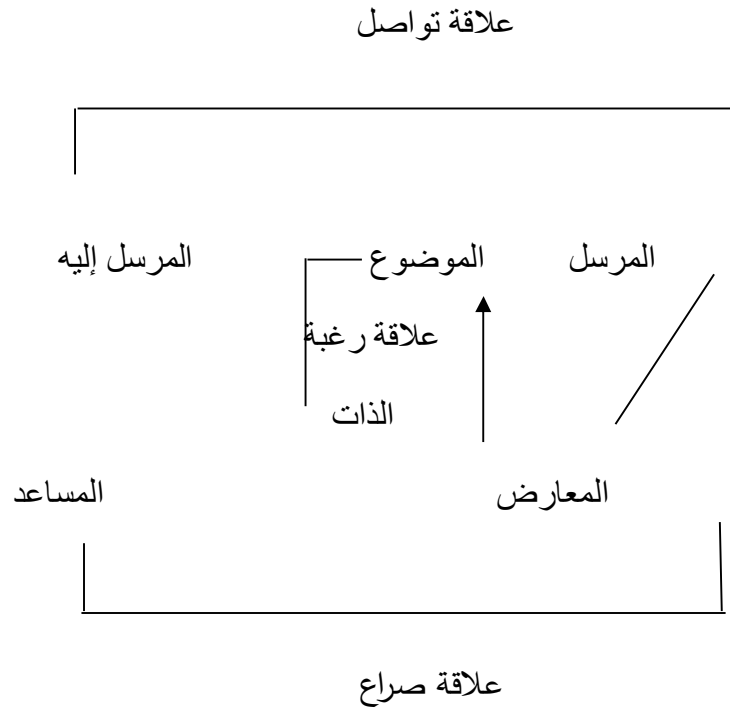 علاقة تواصل
المرسل الموضوع المرسل إليه
علاقة رغبة
الذات
المعارض المساعد
علاقة صراع